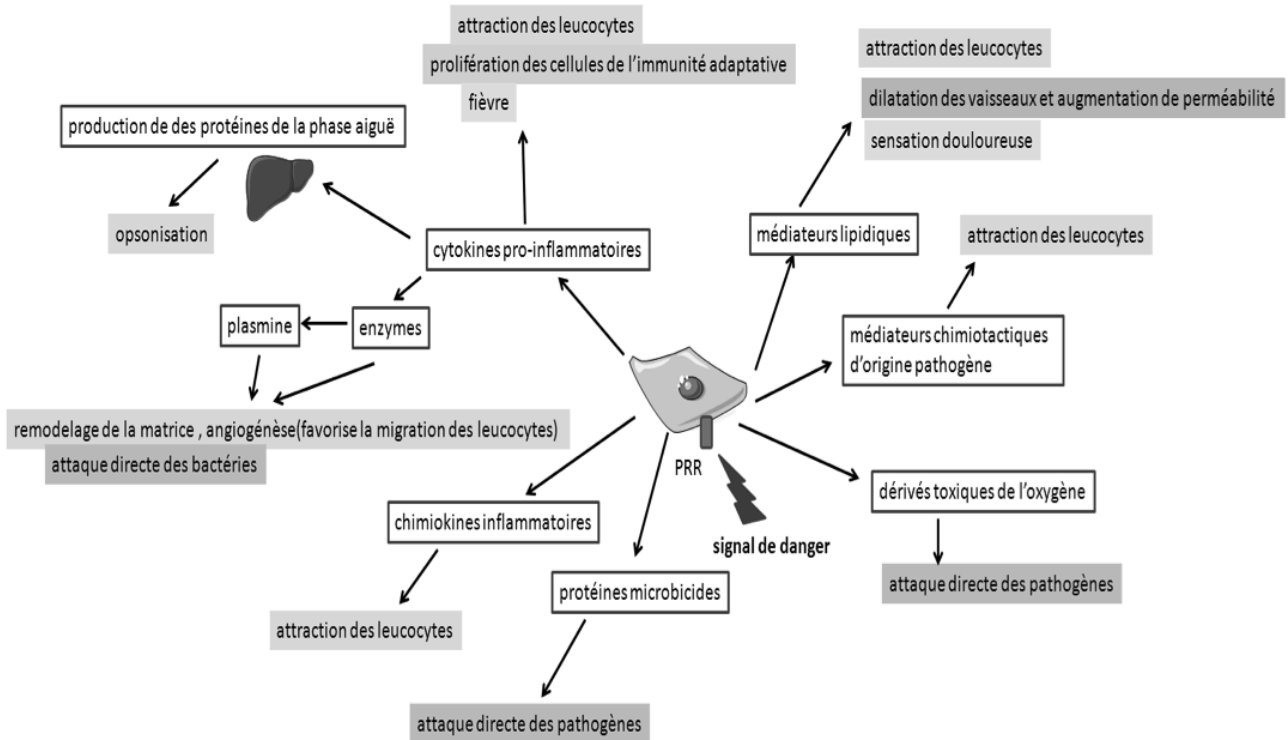 attraction des leucocytes
prolifération des cellules de l'immunité adaptative
fièvre
attraction des leucocytes
dilatation des vaisseaux et augmentation de perméabilité
sensation douloureuse
production de des protéines de la phase aiguë
opsonisation
cytokines pro-inflammatoires
médiateurs lipidiques
attraction des leucocytes
plasmine
enzymes
médiateurs chimiotactiques
d'origine pathogène
remodelage de la matrice , angiogénèse(favorise la migration des leucocytes)
attaque directe des bactéries
PRR
signal de danger
dérivés toxiques de l'oxygène
attaque directe des pathogènes
chimiokines inflammatoires
attraction des leucocytes
protéines microbicides
attaque directe des pathogènes